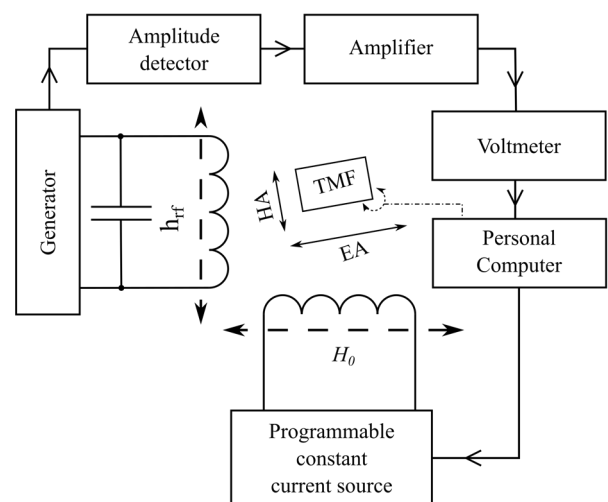 Amplitude
detector
Amplifier
Voltmeter
Generator
h_rf
TMF
HA
EA
Personal
Computer
H_0
Programmable
constant
current source